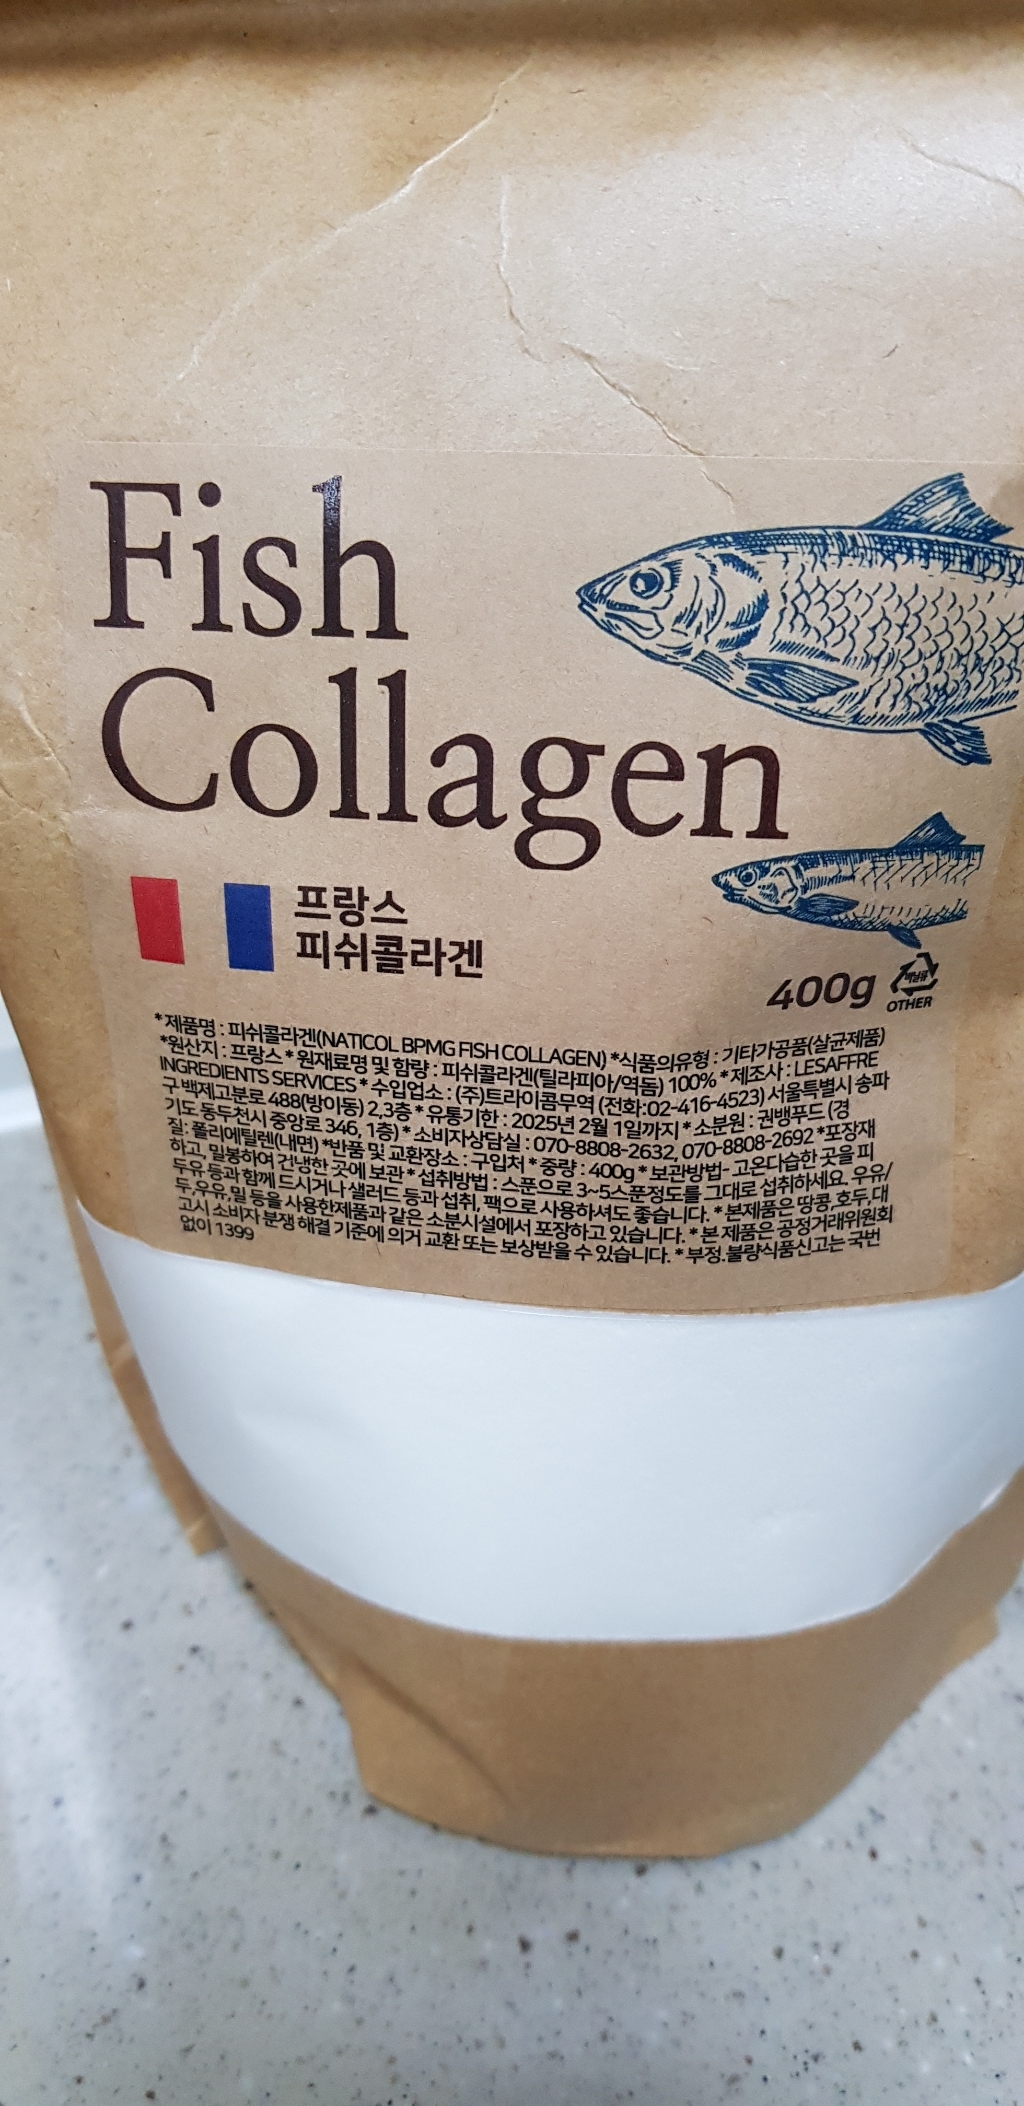 Fish
Collagen
프랑스
피쉬콜라겐
400g
비닐류
OTHER
*제품명 : 피쉬콜라겐(NATICOL BPMG FISH COLLAGEN) *식품의유형 : 기타가공품(살균제품)
*원산지 : 프랑스 * 원재료명 및 함량 : 피쉬콜라겐(틸라피아/역돔) 100% * 제조사 : LESAFFRE
INGREDIENTS SERVICES * 수입업소 : (주)트라이콤무역 (전화:02-416-4523) 서울특별시 송파
구 백제고분로 488(방이동) 2,3층 * 유통기한 : 2025년 2월 1일까지 * 소분원 : 권뱅푸드 (경
기도 동두천시 중앙로 346, 1층) * 소비자상담실 : 070-8808-2632, 070-8808-2692 *포장재
질: 폴리에틸렌(내면) *반품 및 교환장소 : 구입처 * 중량 : 400g * 보관방법- 고온다습한 곳을 피
하고, 밀봉하여 건냉한 곳에 보관 * 섭취방법 : 스푼으로 3~5스푼정도를 그대로 섭취하세요. 우유/
두유 등과 함께 드시거나 샐러드 등과 섭취, 팩으로 사용하셔도 좋습니다. * 본제품은 땅콩,호두,대
두,우유,밀 등을 사용한제품과 같은 소분시설에서 포장하고 있습니다. * 본 제품은 공정거래위원회
고시 소비자 분쟁 해결 기준에 의거 교환 또는 보상받을 수 있습니다. * 부정.불량식품신고는 국번
없이 1399